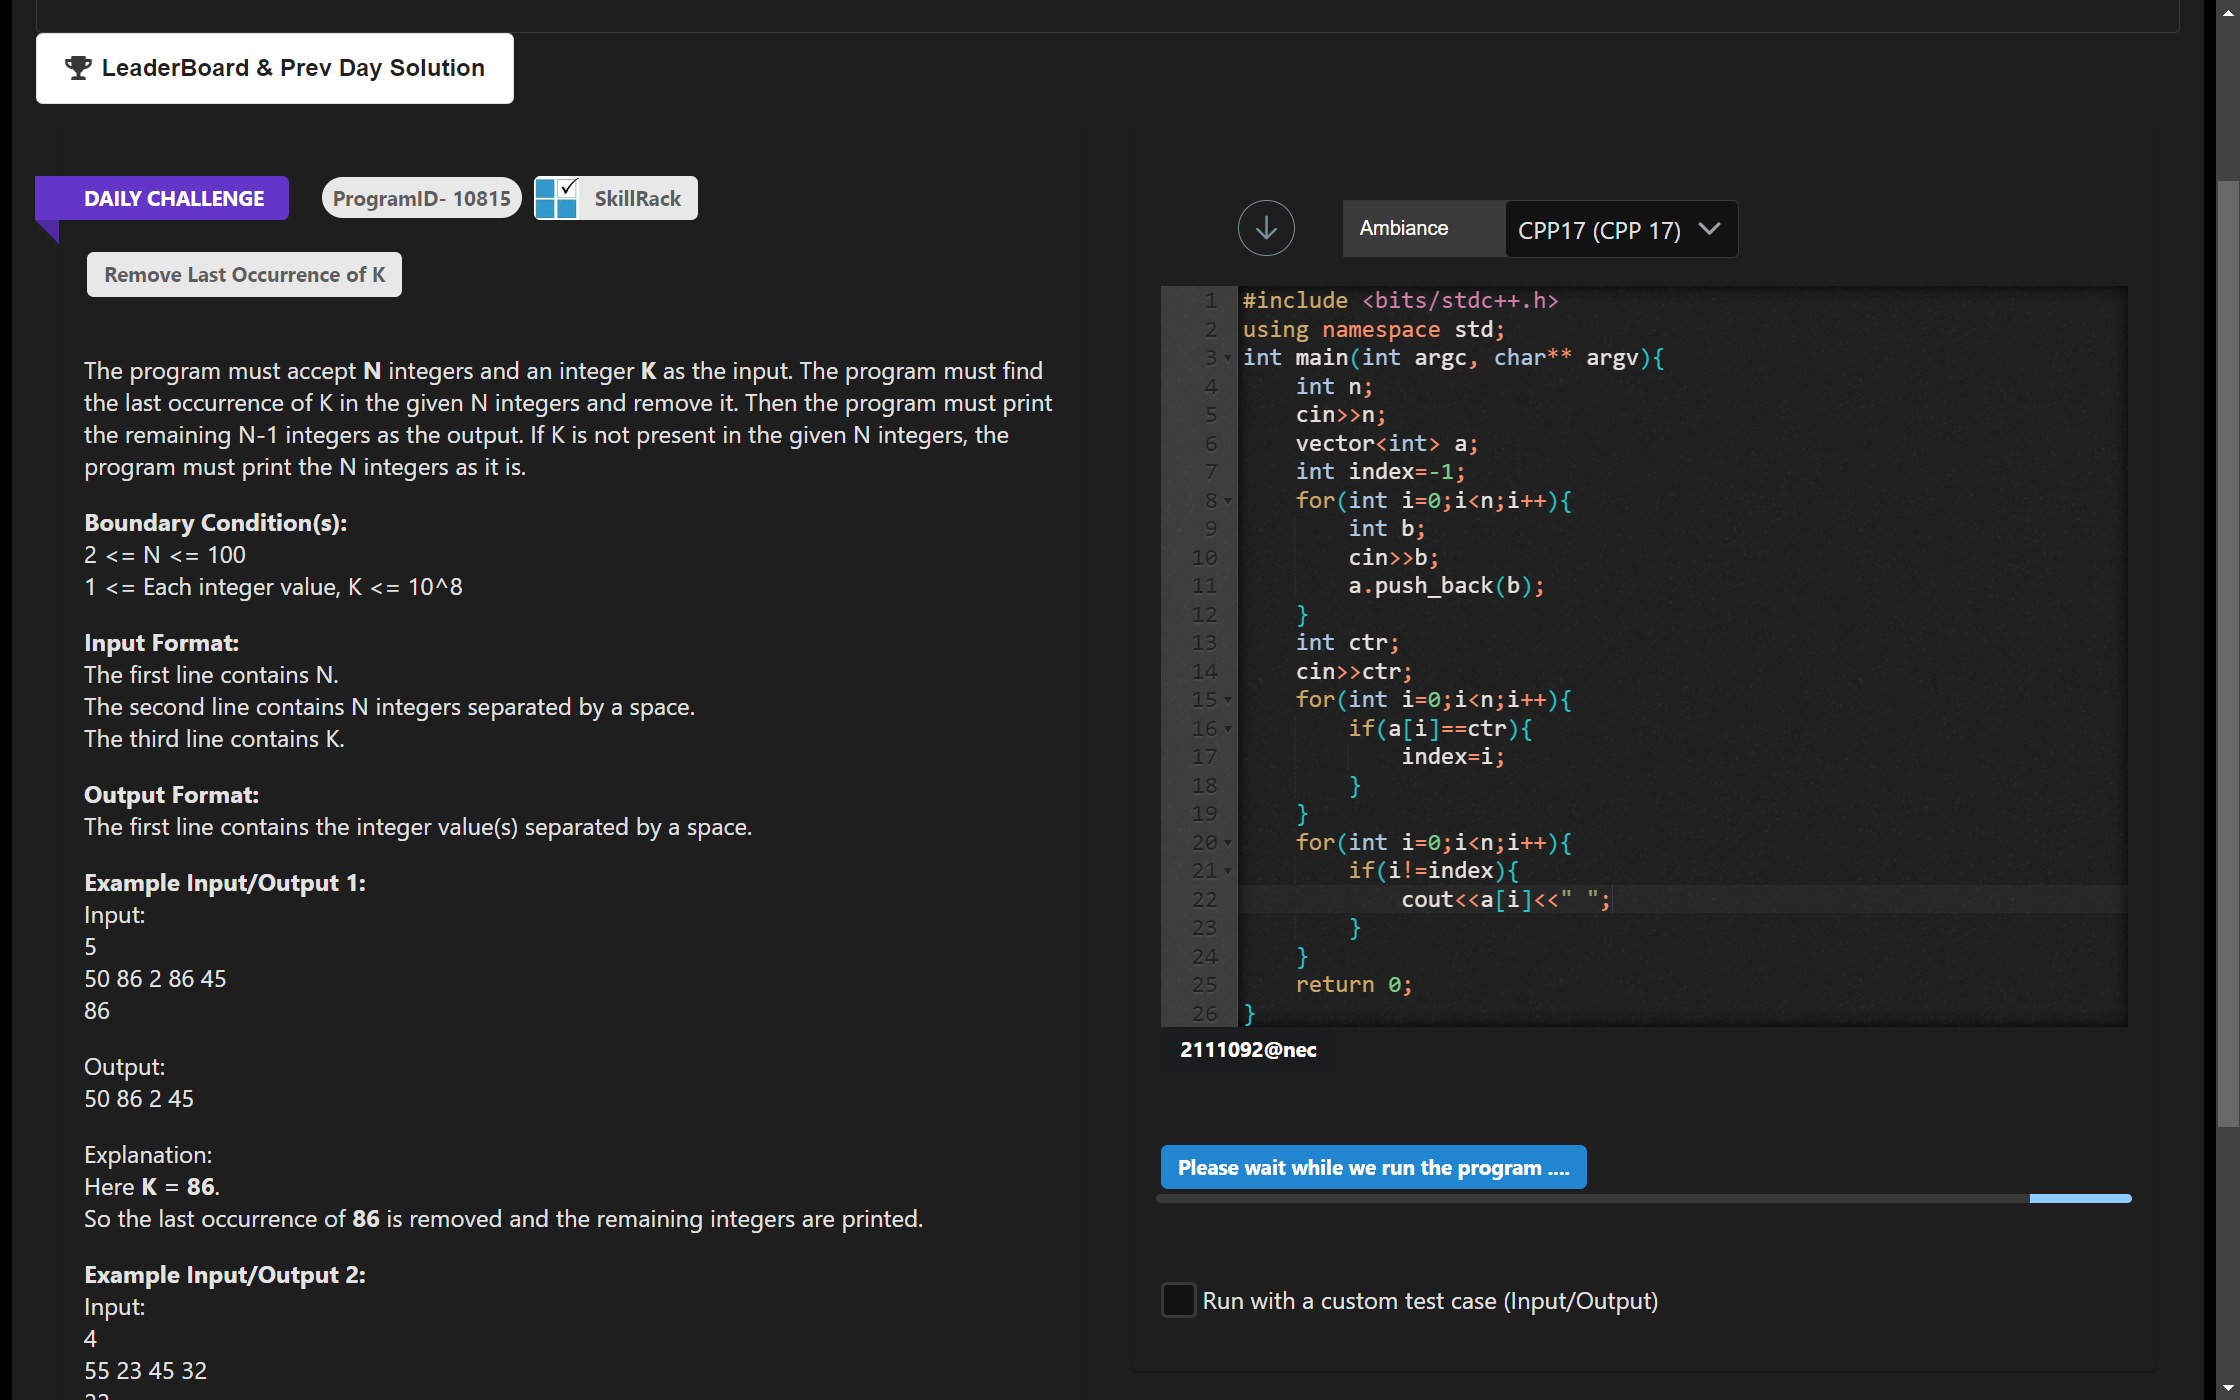 LeaderBoard & Prev Day Solution
DAILY CHALLENGE
ProgramID- 10815
SkillRack
Remove Last Occurrence of K
The program must accept N integers and an integer K as the input. The program must find
the last occurrence of K in the given N integers and remove it. Then the program must print
the remaining N-1 integers as the output. If K is not present in the given N integers, the
program must print the N integers as it is.
Boundary Condition(s):
2 <= N <= 100
1 <= Each integer value, K <= 10^8
Input Format:
The first line contains N.
The second line contains N integers separated by a space.
The third line contains K.
Output Format:
The first line contains the integer value(s) separated by a space.
Example Input/Output 1:
Input:
5
50 86 2 86 45
86
Output:
50 86 2 45
Explanation:
Here K = 86.
So the last occurrence of 86 is removed and the remaining integers are printed.
Example Input/Output 2:
Input:
4
55 23 45 32
Ambiance
CPP17 (CPP 17)
1 #include <bits/stdc++.h>
2 using namespace std;
3 int main(int argc, char** argv){
4     int n;
5     cin>>n;
6     vector<int> a;
7     int index=-1;
8     for(int i=0;i<n;i++){
9         int b;
10         cin>>b;
11         a.push_back(b);
12     }
13     int ctr;
14     cin>>ctr;
15     for(int i=0;i<n;i++){
16         if(a[i]==ctr){
17             index=i;
18         }
19     }
20     for(int i=0;i<n;i++){
21         if(i!=index){
22             cout<<a[i]<<" ";
23         }
24     }
25     return 0;
26 }
2111092@nec
Please wait while we run the program ....
Run with a custom test case (Input/Output)